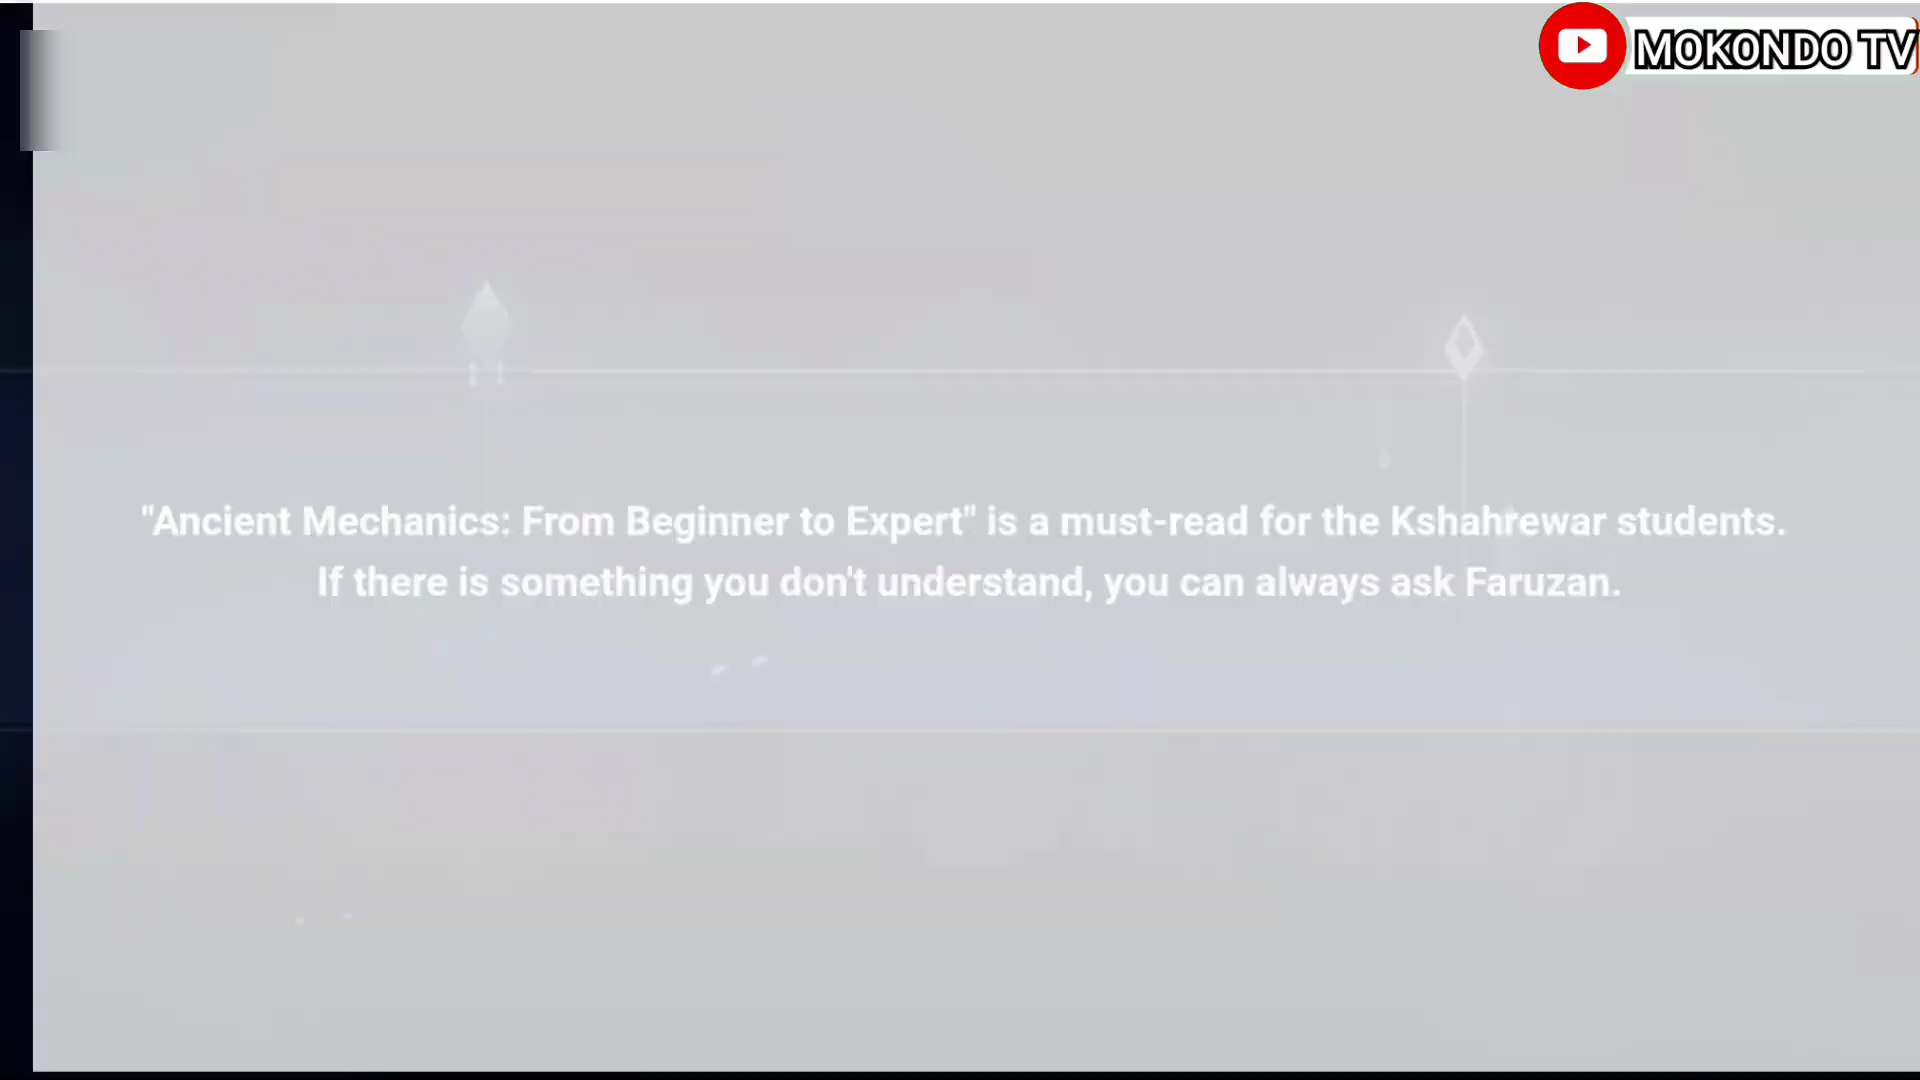 MOKONDO TV
"Ancient Mechanics: From Beginner to Expert" is a must-read for the Kshahrewar students.
If there is something you don't understand, you can always ask Faruzan.